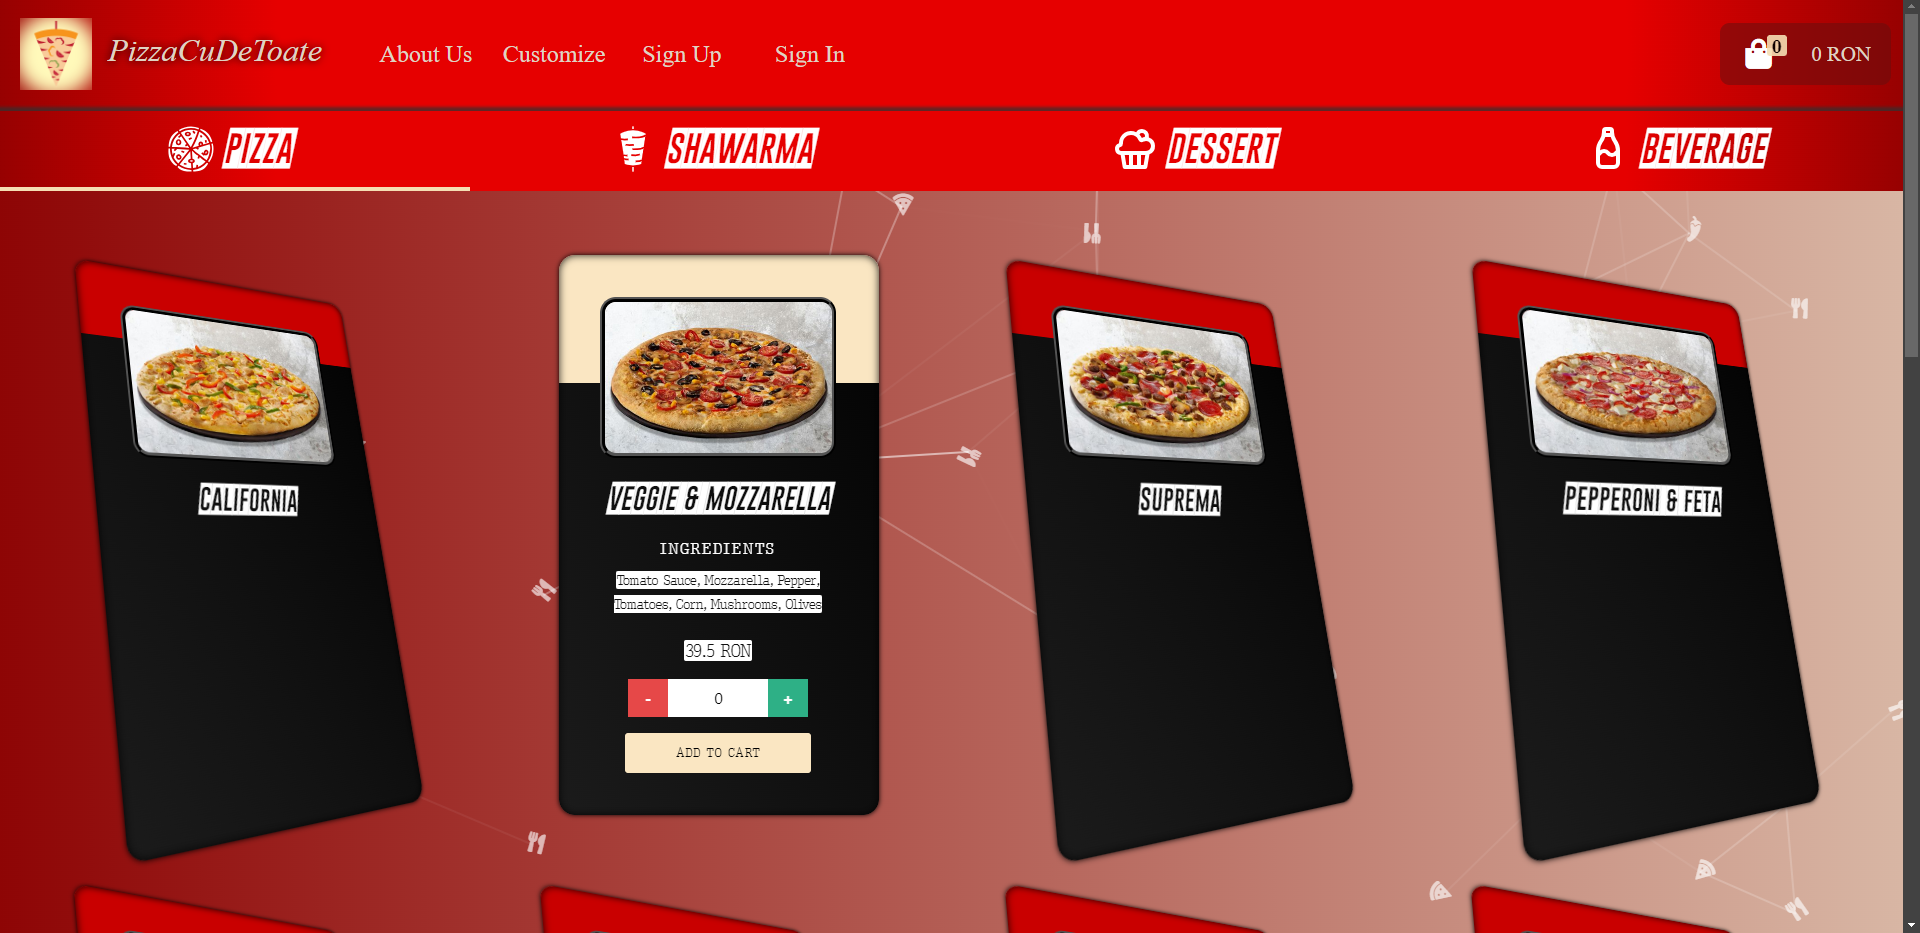 PizzaCuDeToate
About Us
Customize
Sign Up
Sign In
0
0 RON
PIZZA
SHAWARMA
DESSERT
BEVERAGE
CALIFORNIA
VEGGIE & MOZZARELLA
INGREDIENTS
Tomato Sauce, Mozzarella, Pepper,
Tomatoes, Corn, Mushrooms, Olives
39.5 RON
- 0 +
ADD TO CART
SUPREMA
PEPPERONI & FETA